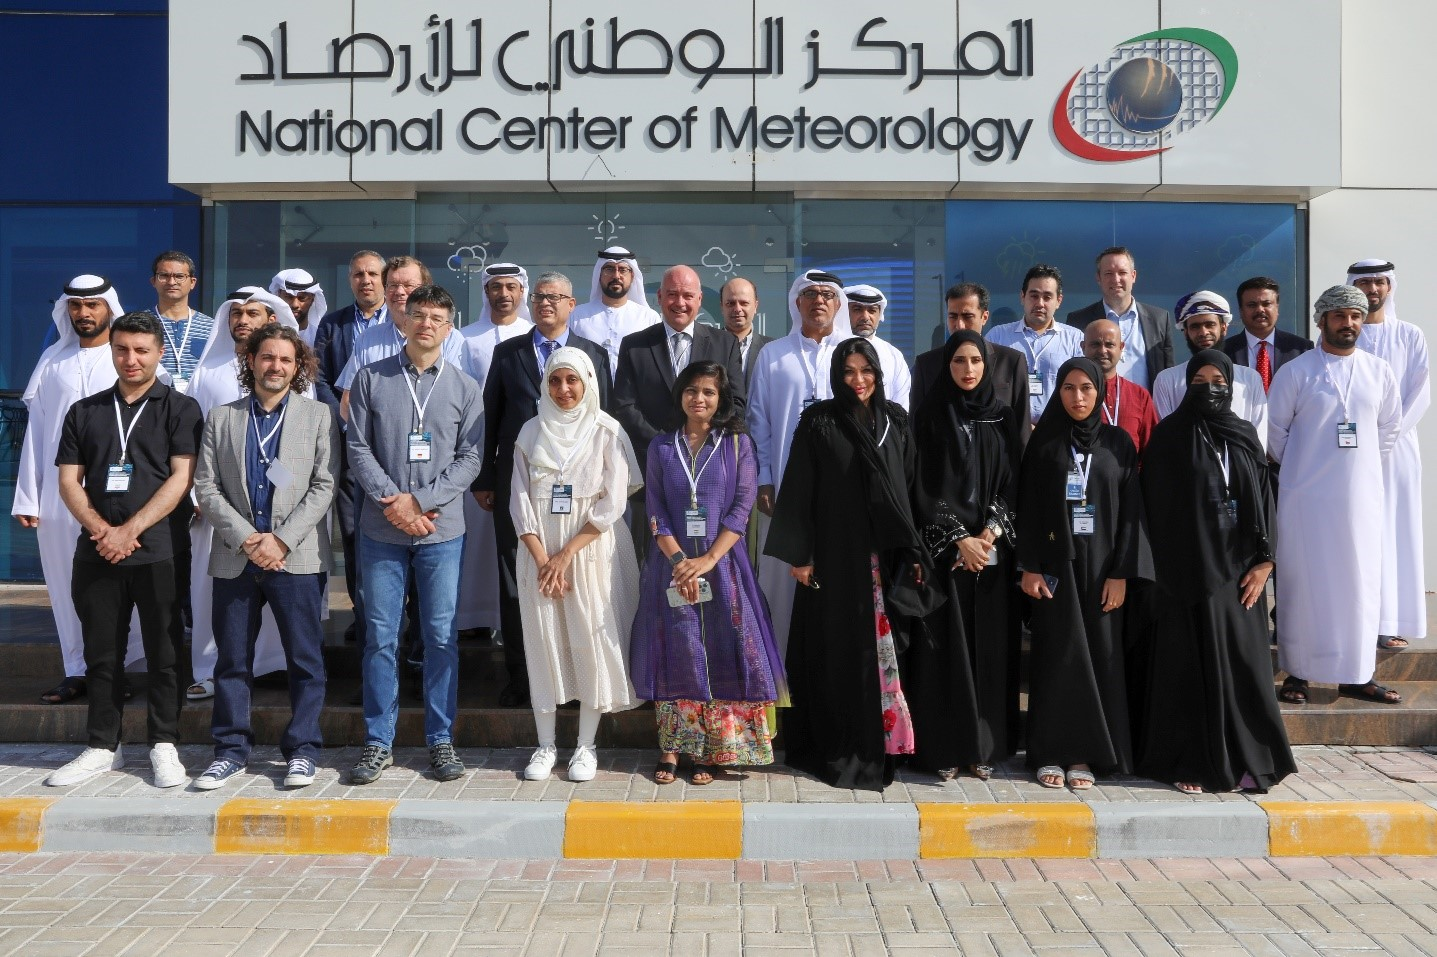 المركز الوطني للأرصاد
National Center of Meteorology